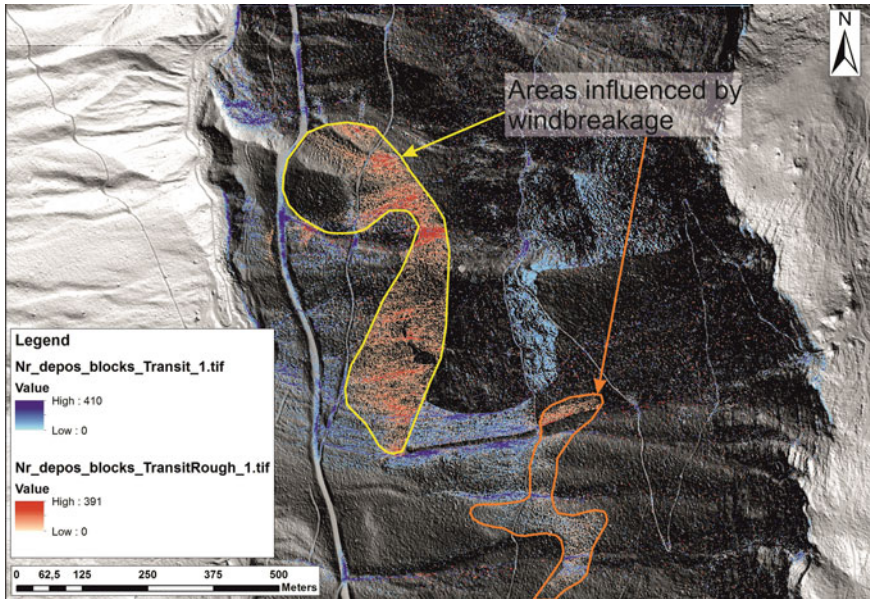 N
Areas influenced by
windbreakage
Legend
Nr_depos_blocks_Transit_1.tif
Value
High : 410
Low : 0
Nr_depos_blocks_TransitRough_1.tif
Value
High : 391
Low : 0
0 62,5 125 250 375 500
Meters